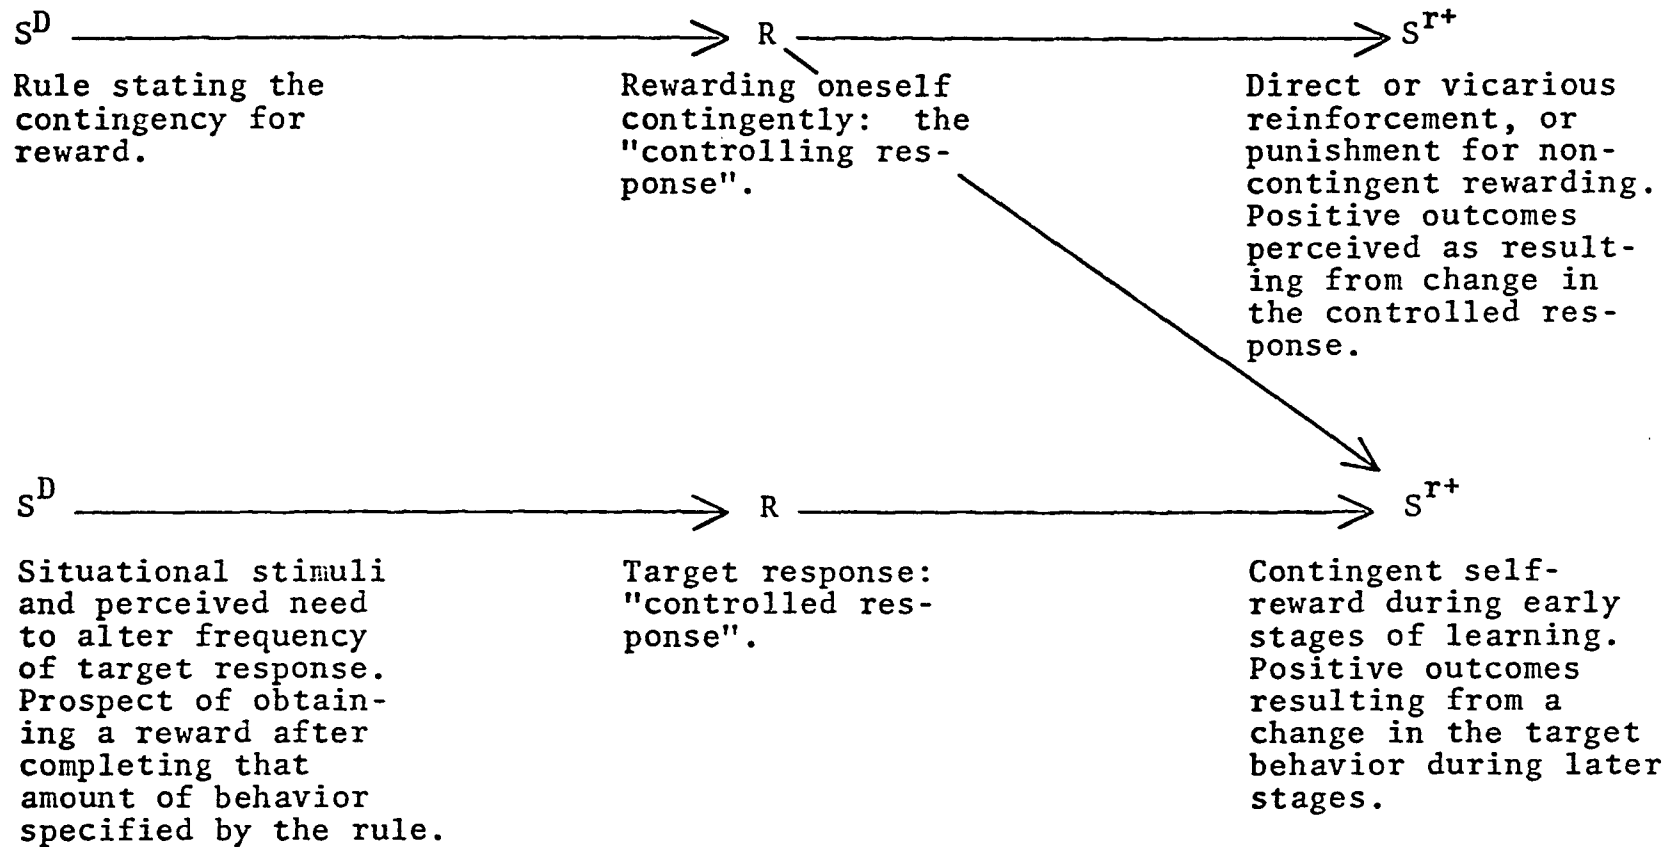 S^D R S^r+
Rule stating the
contingency for
reward.
Rewarding oneself
contingently: the
"controlling res-
ponse".
Direct or vicarious
reinforcement, or
punishment for non-
contingent rewarding.
Positive outcomes
perceived as result-
ing from change in
the controlled res-
ponse.
S^D R S^r+
Situational stimuli
and perceived need
to alter frequency
of target response.
Prospect of obtain-
ing a reward after
completing that
amount of behavior
specified by the rule.
Target response:
"controlled res-
ponse".
Contingent self-
reward during early
stages of learning.
Positive outcomes
resulting from a
change in the target
behavior during later
stages.